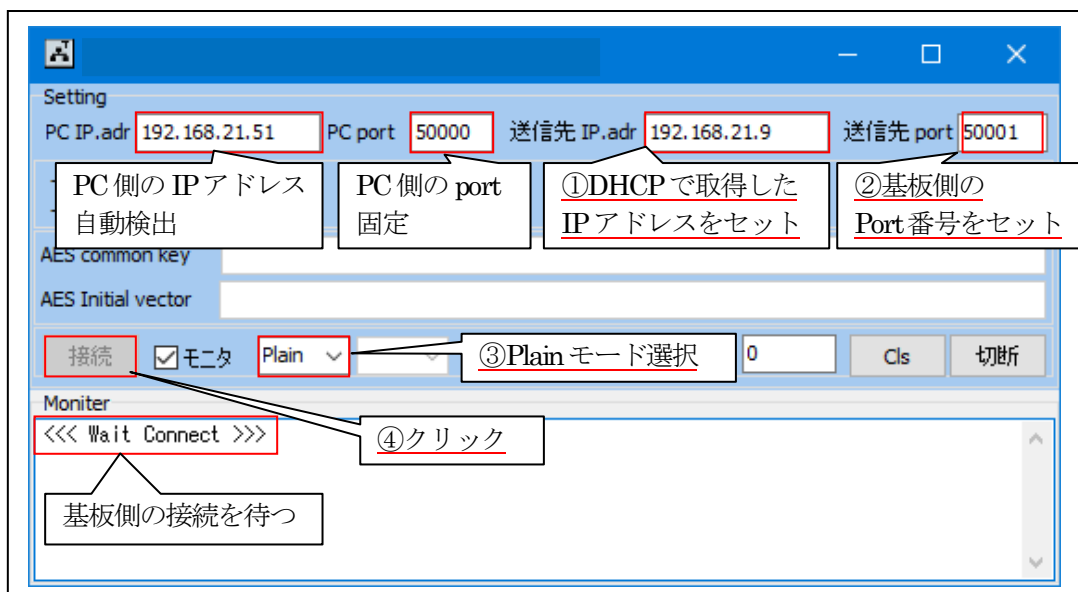 Setting
PC IP.adr 192.168.21.51 PC port 50000 送信先 IP.adr 192.168.21.9 送信先 port 50001
PC側のIPアドレス
自動検出
PC側のport
固定
①DHCPで取得した
IPアドレスをセット
②基板側の
Port番号をセット
AES common key
AES Initial vector
接続 モニタ Plain ③Plainモード選択 0 Cls 切断
Moniter
<<< Wait Connect >>>
④クリック
基板側の接続を待つ